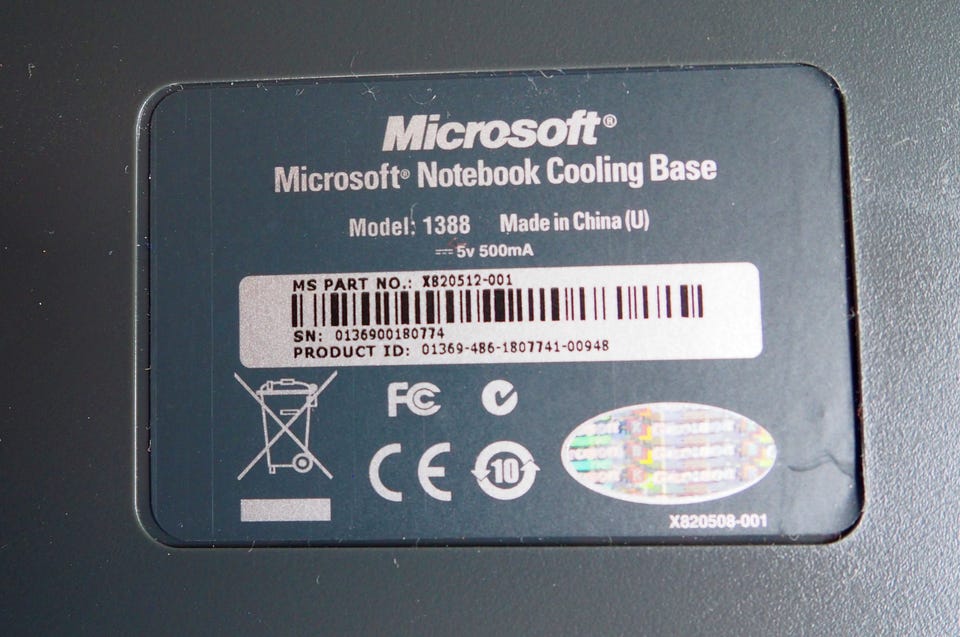 Microsoft®
Microsoft® Notebook Cooling Base
Model: 1388 Made in China (U)
5v 500mA
MS PART NO.: X820512-001
SN: 0136900180774
PRODUCT ID: 01369-486-1807741-00948
FC
CE 10
X820508-001